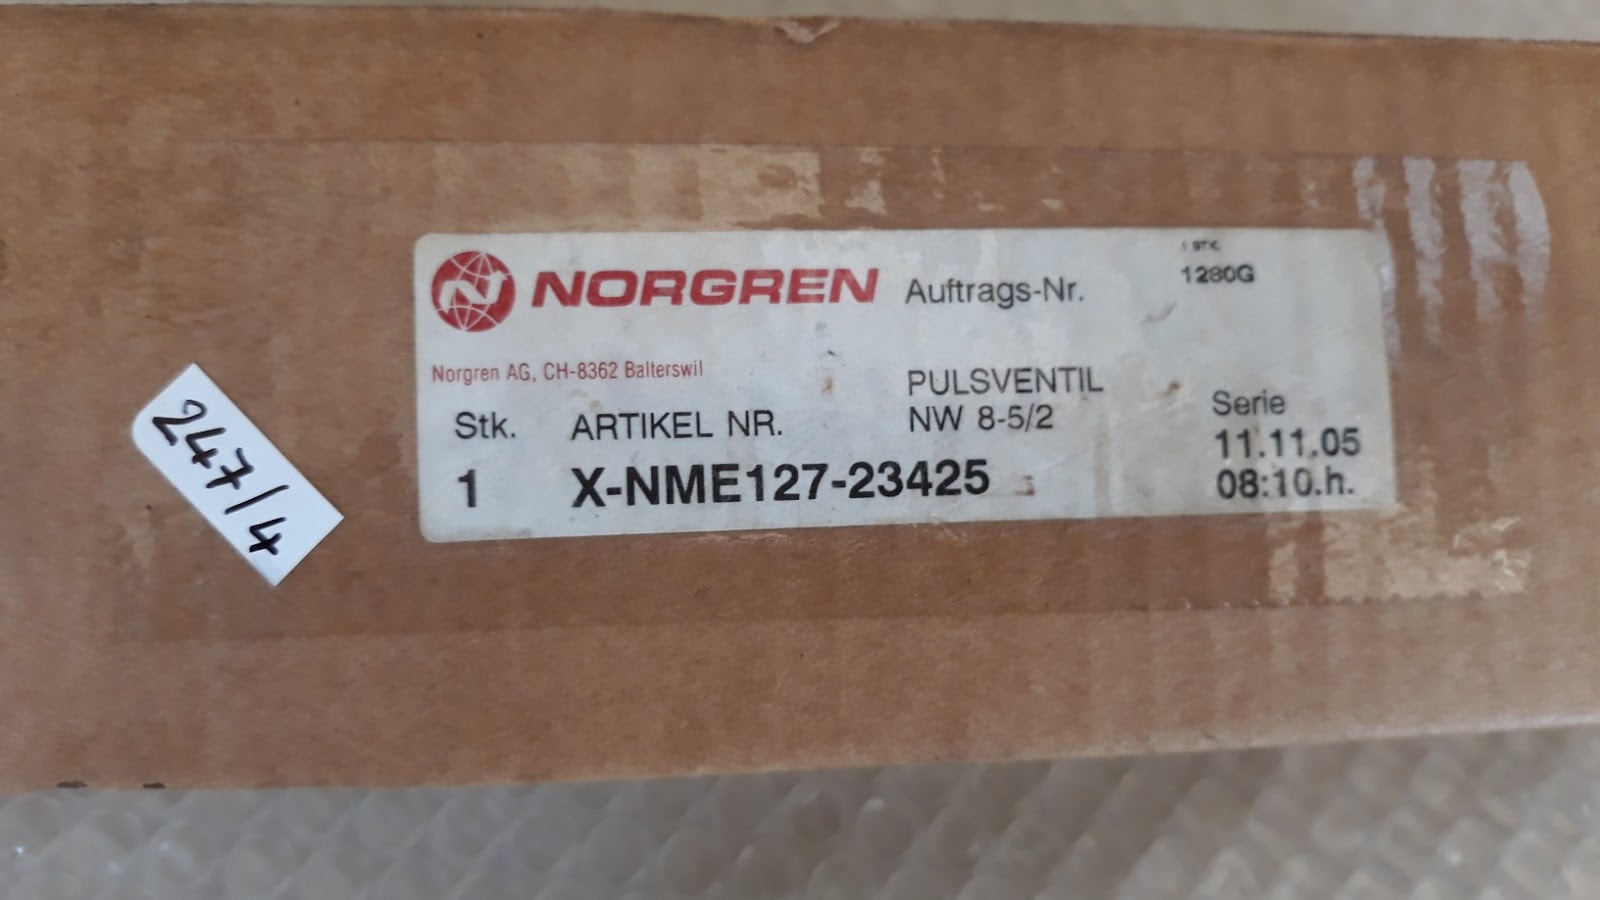 NORGREN
Auftrags-Nr.
1 STK.
1280G
Norgren AG, CH-8362 Balterswil
PULSVENTIL
NW 8-5/2
Stk.
ARTIKEL NR.
Serie
11.11.05
08:10.h.
1
X-NME127-23425
247/4